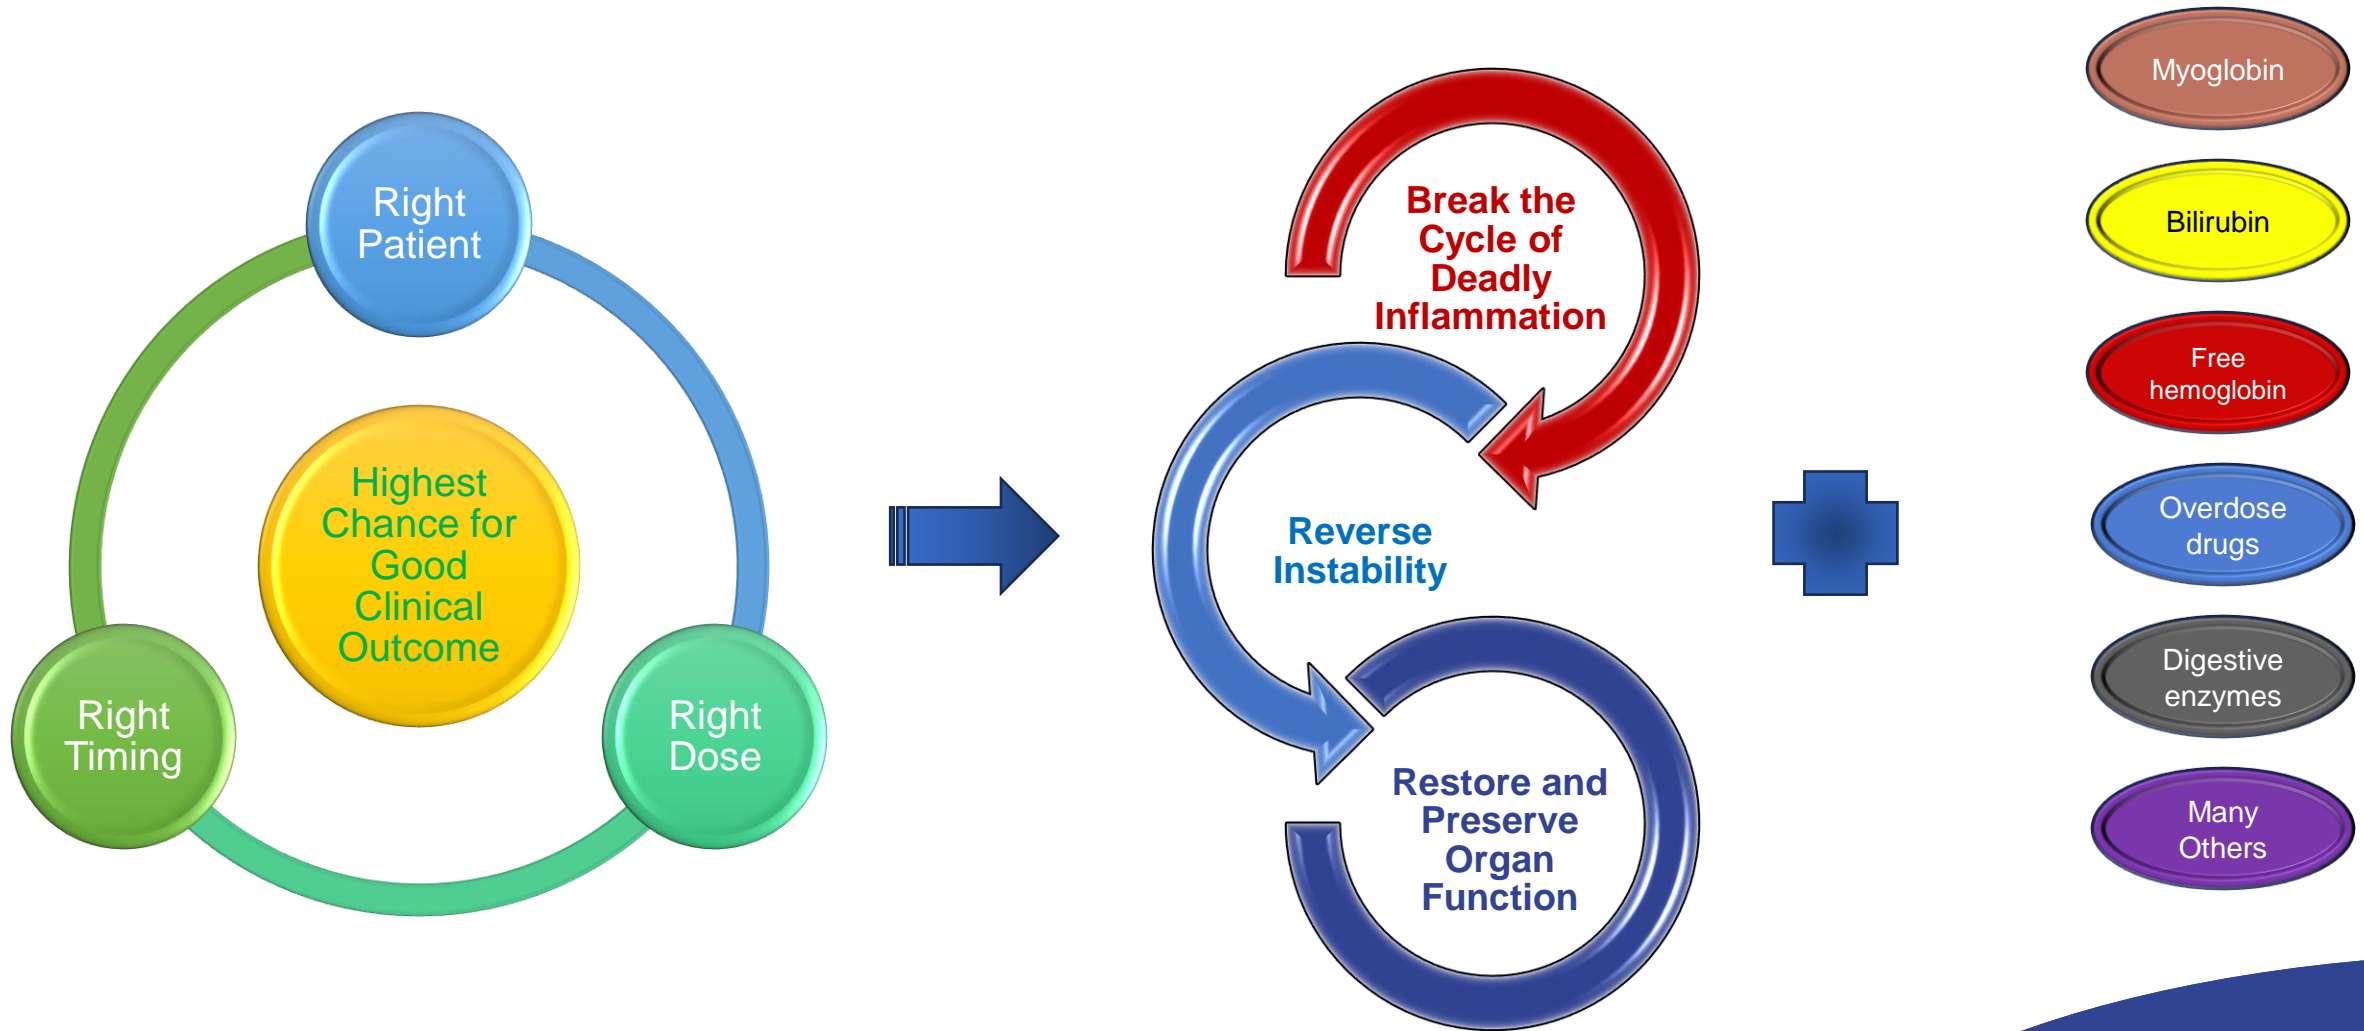 Right
Patient
Highest
Chance for
Good
Clinical
Outcome
Right
Timing
Right
Dose
Break the
Cycle of
Deadly
Inflammation
Reverse
Instability
Restore and
Preserve
Organ
Function
Myoglobin
Bilirubin
Free
hemoglobin
Overdose
drugs
Digestive
enzymes
Many
Others